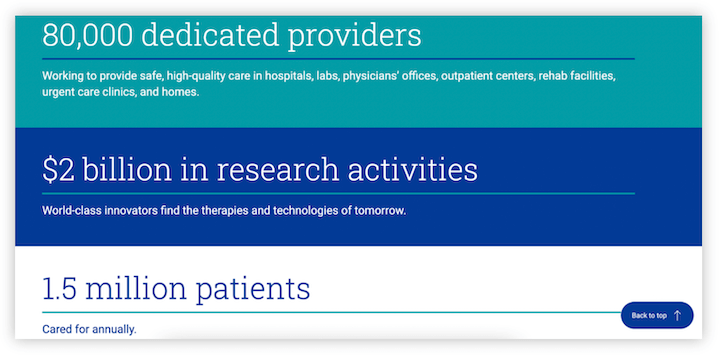 80,000 dedicated providers
Working to provide safe, high-quality care in hospitals, labs, physicians' offices, outpatient centers, rehab facilities,
urgent care clinics, and homes.
$2 billion in research activities
World-class innovators find the therapies and technologies of tomorrow.
1.5 million patients
Back to top
Cared for annually.